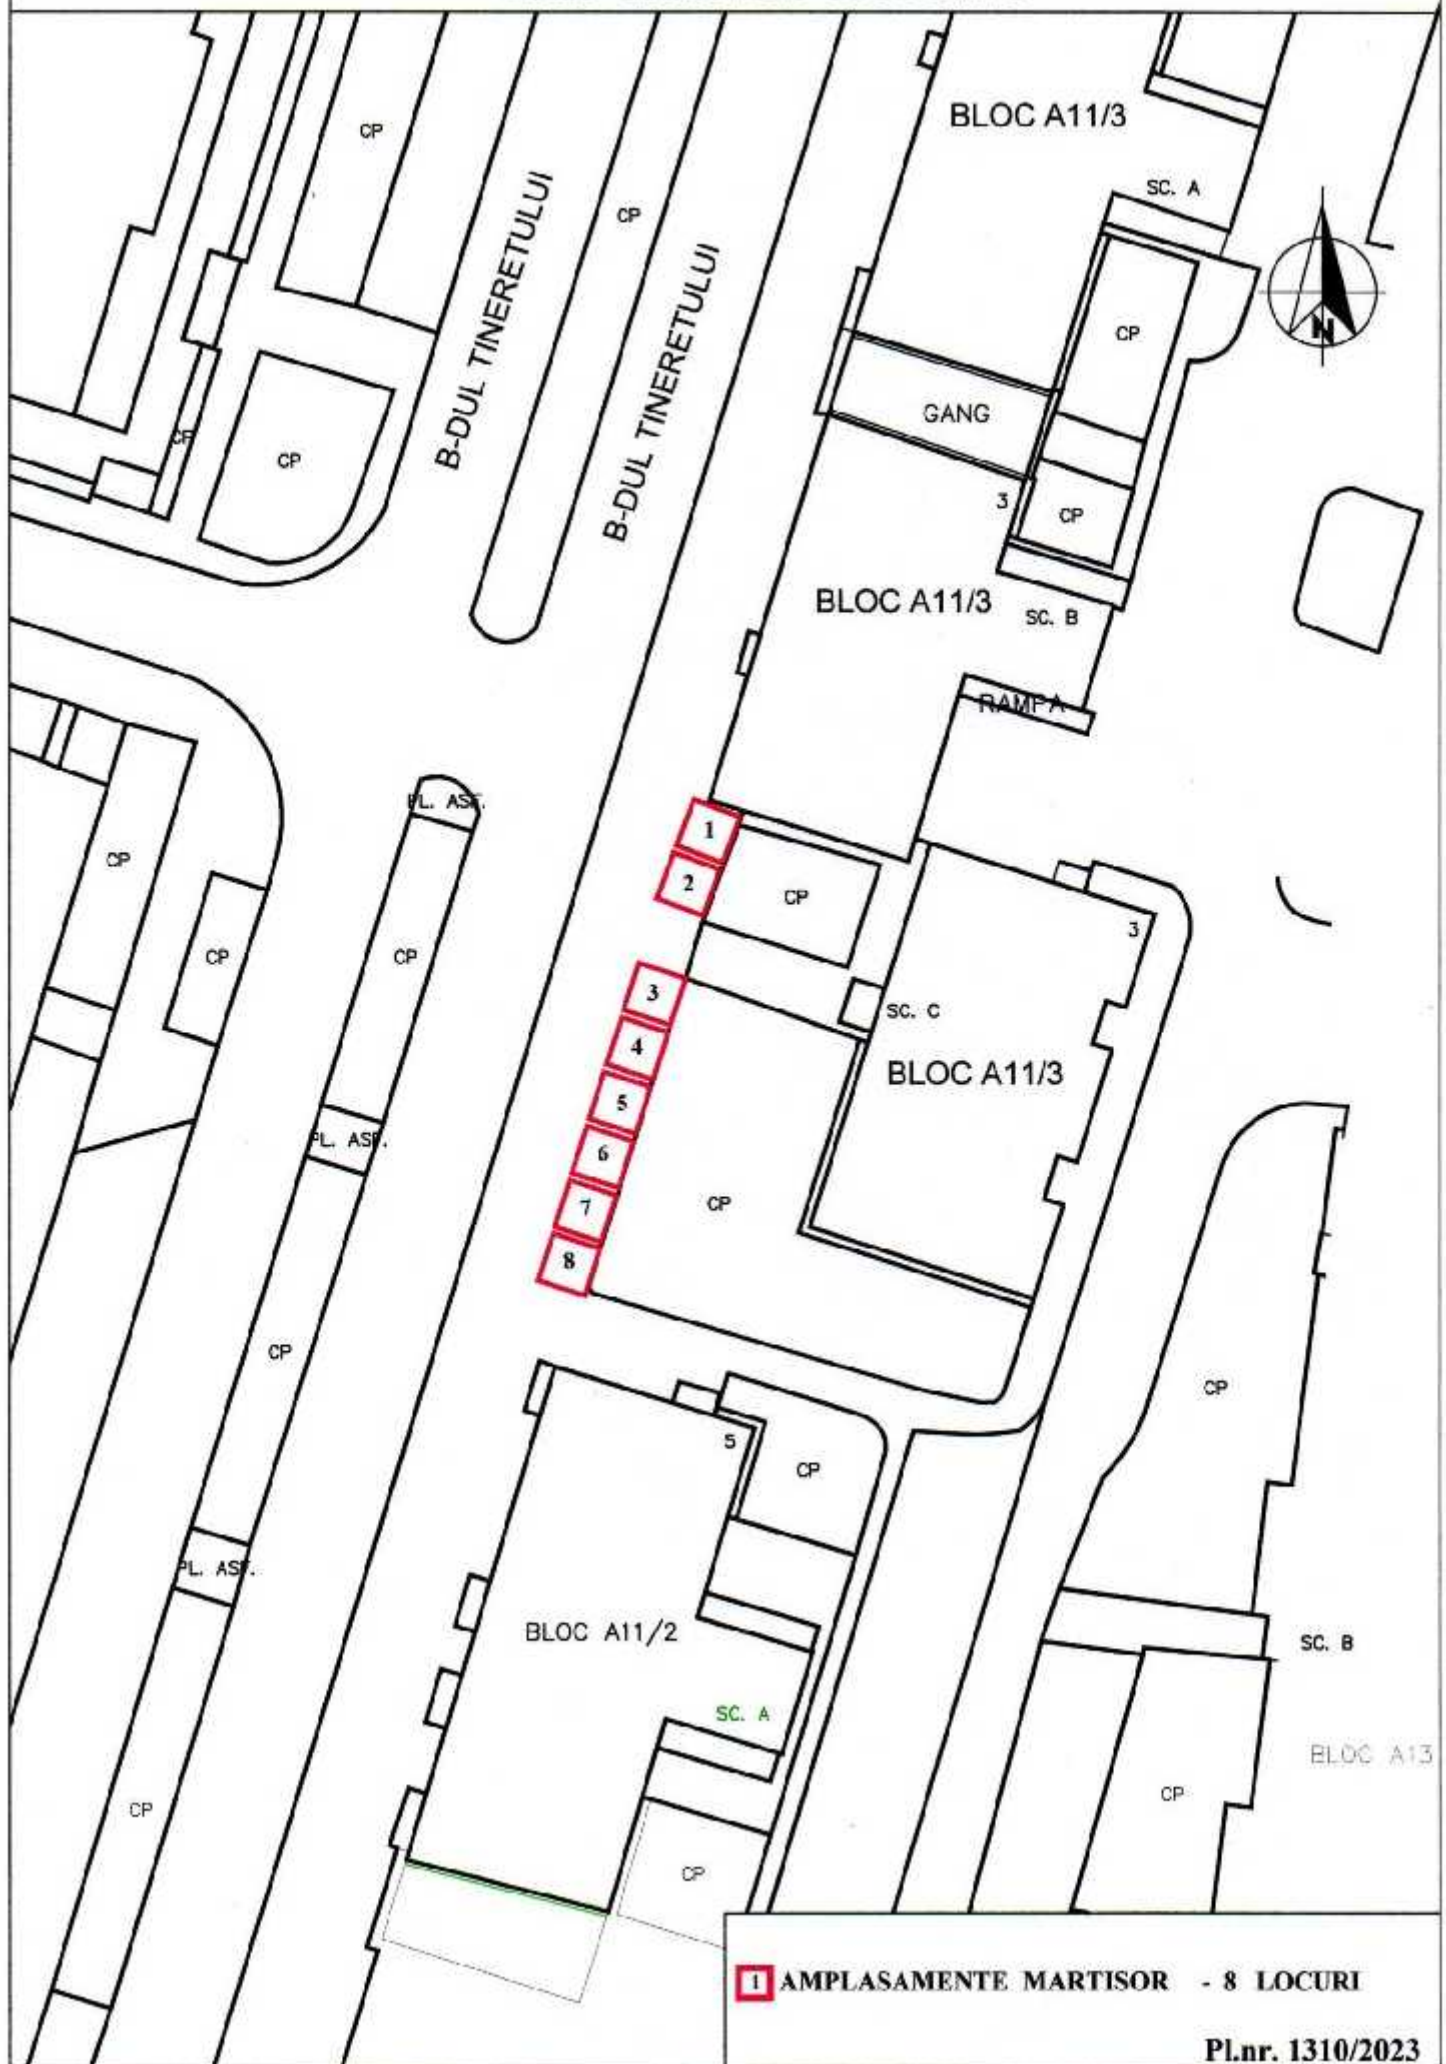 BLOC A11/3
CP
SC. A
CP
B-DUL TINERETULUI
B-DUL TINERETULUI
N
CP
GANG
CP
CP
3
CP
BLOC A11/3
SC. B
RAMPA
PL. ASF.
1
CP
2
CP
3
CP
CP
3
SC. C
4
BLOC A11/3
5
PL. ASF.
6
CP
7
8
CP
CP
5
CP
PL. ASF.
BLOC A11/2
SC. B
SC. A
BLOC A13
CP
CP
CP
1 AMPLASAMENTE MARTISOR - 8 LOCURI
Pl.nr. 1310/2023